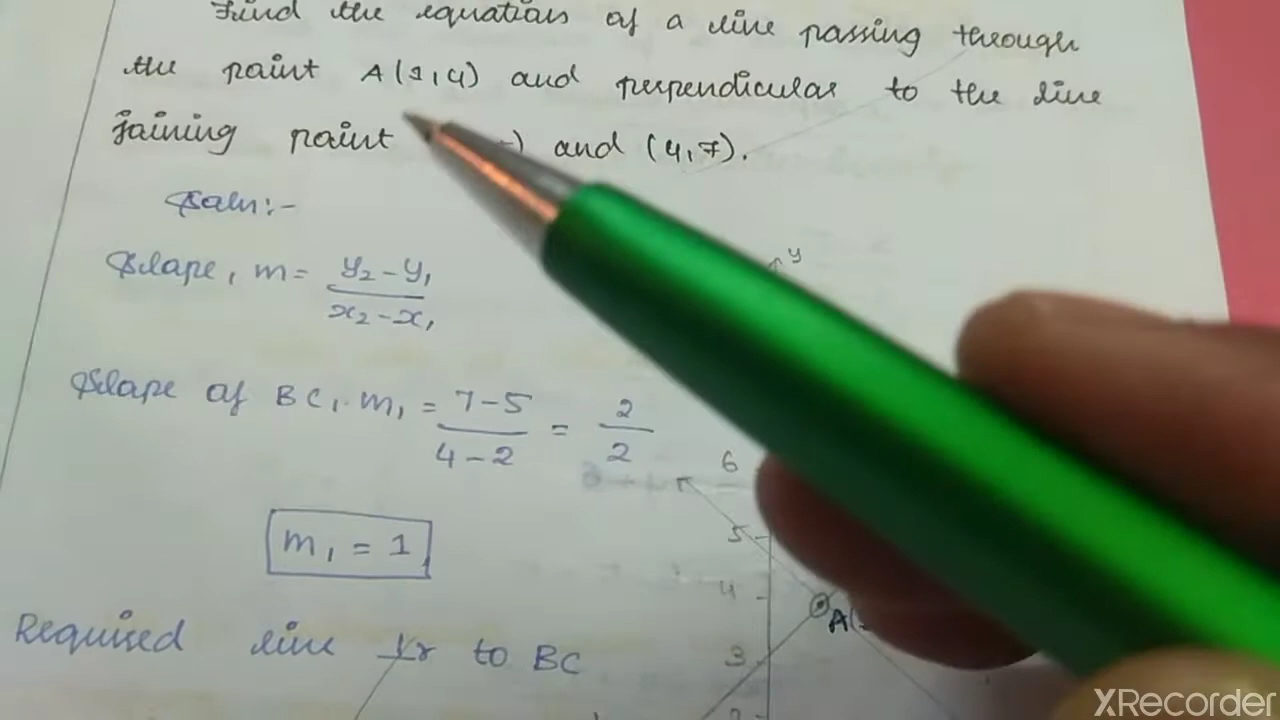 Find the equation of a line passing through
the point A(1,4) and perpendicular to the line
joining point ) and (4,7).
Soln:-
Slope, m = y₂ - y₁ / x₂ - x₁
Slope of BC, m₁ = 7-5 / 4-2 = 2 / 2
m₁ = 1
Required line ⊥r to BC
y
6
5
4
A(
3
2
XRecorder